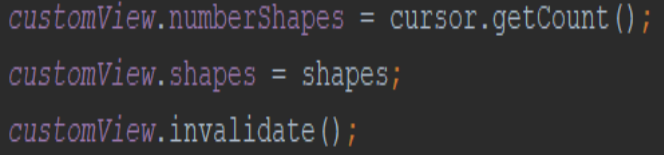 customView.numberShapes = cursor.getCount();
customView.shapes = shapes;
customView.invalidate();